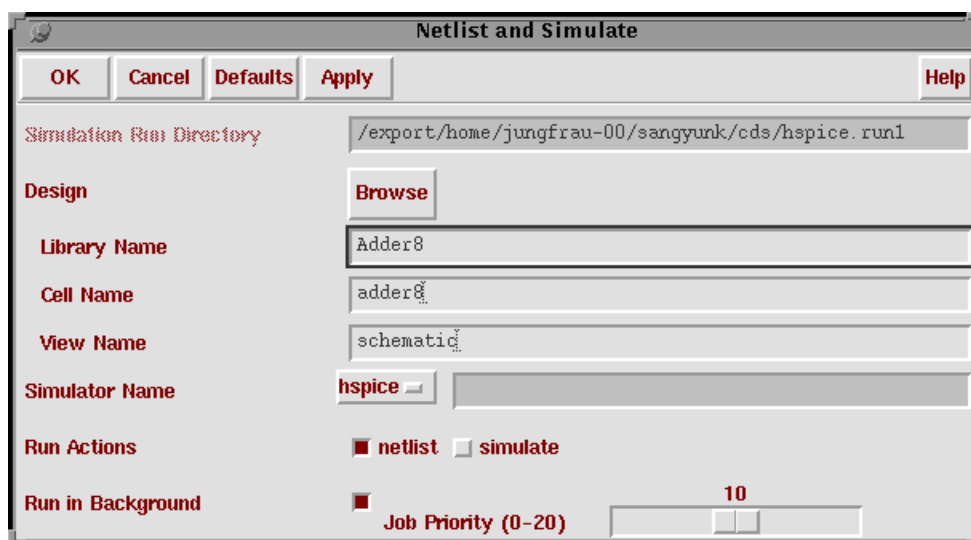 Netlist and Simulate
OK Cancel Defaults Apply Help
Simulation Run Directory /export/home/jungfrau-00/sangyunk/cds/hspice.run1
Design Browse
Library Name Adder8
Cell Name adder8
View Name schematic
Simulator Name hspice
Run Actions netlist simulate
10
Run in Background Job Priority (0-20)